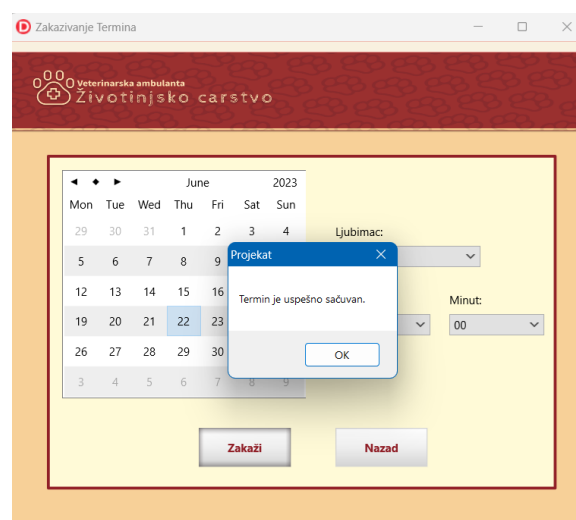 Zakazivanje Termina
Veterinarska ambulanta
Životinjsko carstvo
June 2023
Mon Tue Wed Thu Fri Sat Sun
29 30 31 1 2 3 4
Ljubimac:
5 6 7 8 9
Projekat
Termin je uspešno sačuvan.
OK
12 13 14 15 16
Minut:
19 20 21 22 23
00
26 27 28 29 30
3 4 5 6 7 8 9
Zakaži
Nazad